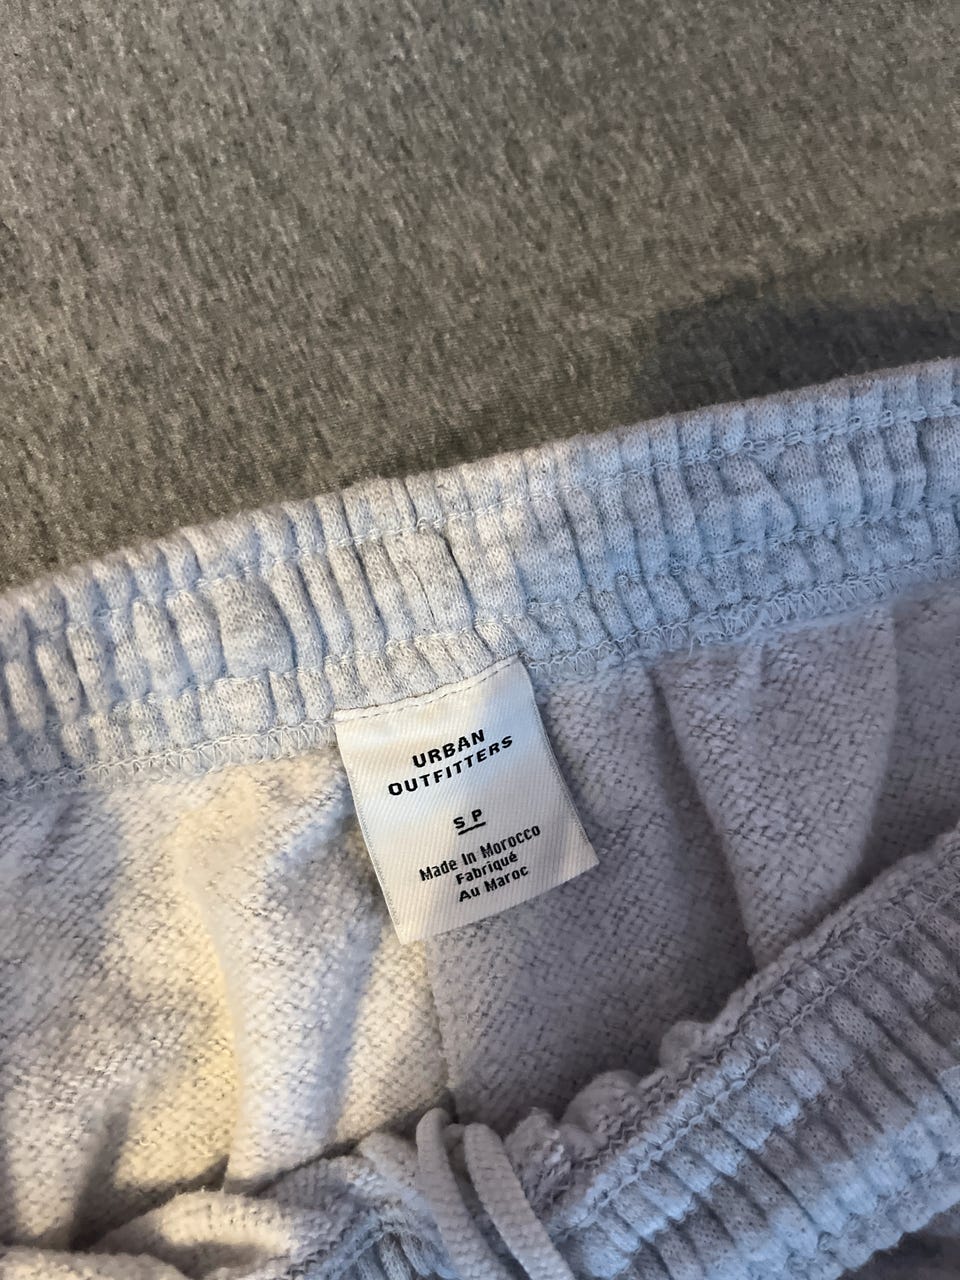 URBAN
OUTFITTERS
S P
Made In Morocco
Fabriqué
Au Maroc